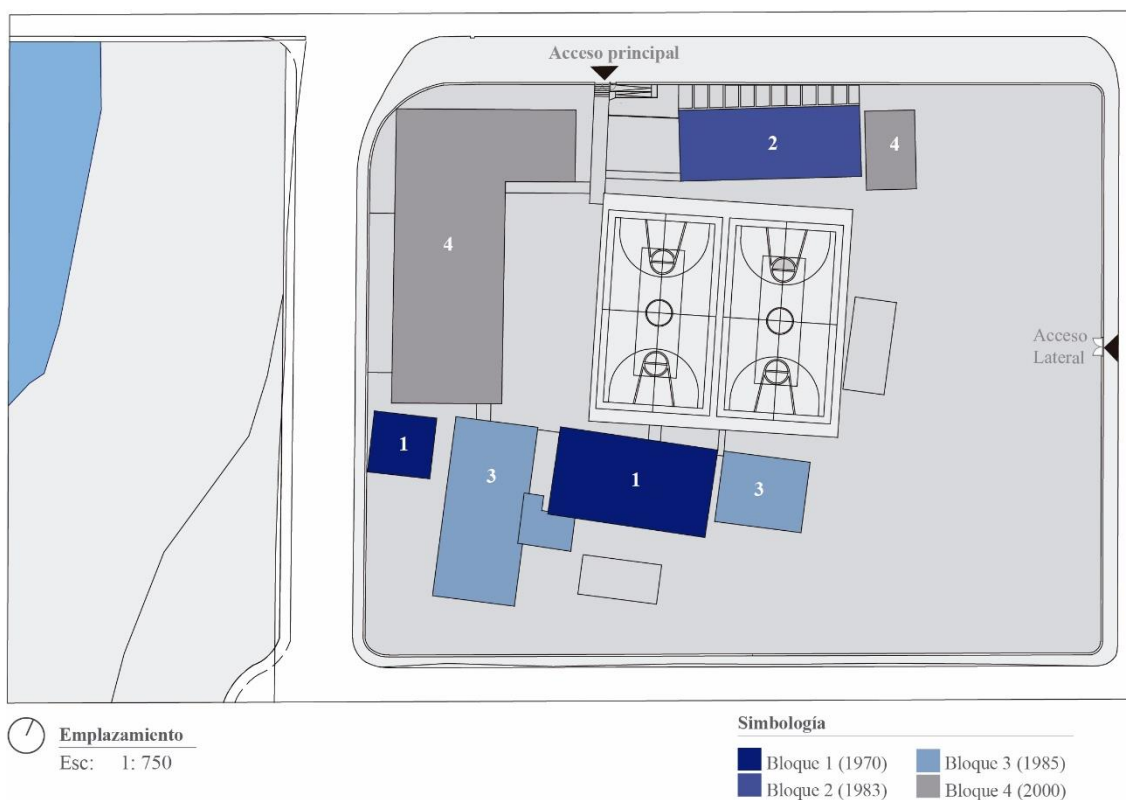 Acceso principal
2
4
4
Acceso
Lateral
1
3
1
3
Emplazamiento
Esc: 1: 750
Simbología
Bloque 1 (1970)
Bloque 3 (1985)
Bloque 2 (1983)
Bloque 4 (2000)